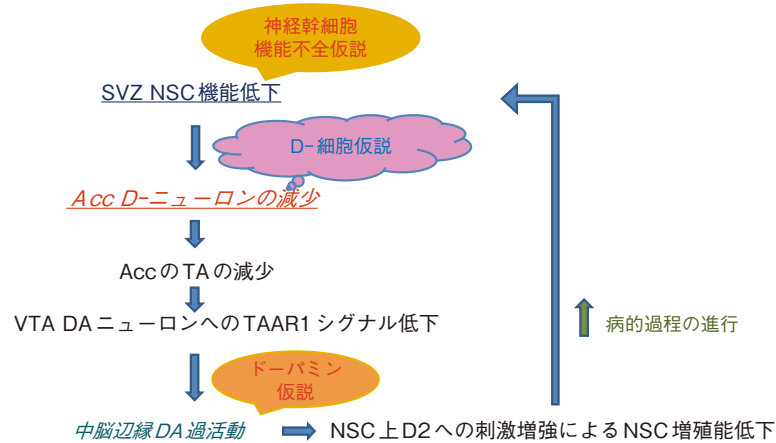 神経幹細胞
機能不全仮説
SVZ NSC機能低下
D-細胞仮説
Acc D-ニューロンの減少
AccのTAの減少
VTA DAニューロンへのTAAR1シグナル低下
病的過程の進行
ドーパミン
仮説
中脳辺縁DA過活動
NSC上D2への刺激増強によるNSC増殖能低下